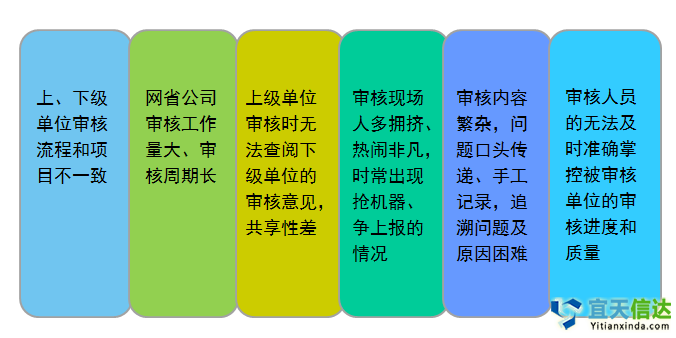 上、下级
单位审核
流程和项
目不一致
网省公司
审核工作
量大、审
核周期长
上级单位
审核时无
法查阅下
级单位的
审核意见，
共享性差
审核现场
人多拥挤、
热闹非凡，
时常出现
抢机器、
争上报的
情况
审核内容
繁杂，问
题口头传
递、手工
记录，追
溯问题及
原因困难
审核人员
的无法及
时准确掌
控被审核
单位的审
核进度和
质量
宜天信达
Yitianxinda.com